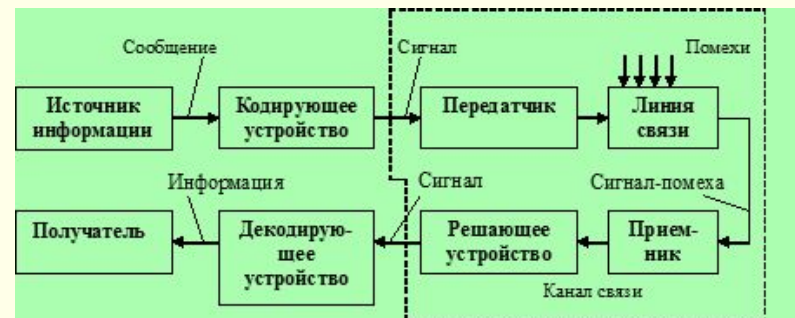 Сообщение
Сигнал
Помехи
Источник
информации
Кодирующее
устройство
Передатчик
Линия
связи
Информация
Сигнал
Сигнал-помеха
Получатель
Декодирую-
щее
устройство
Решающее
устройство
Прием-
ник
Канал связи